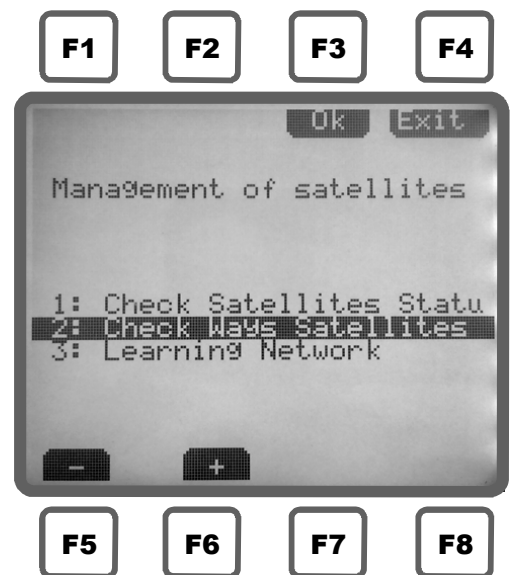 F1 F2 F3 F4
Ok Exit
Management of satellites
1: Check Satellites Statu
2: Check Ways Satellites
3: Learning Network
- +
F5 F6 F7 F8